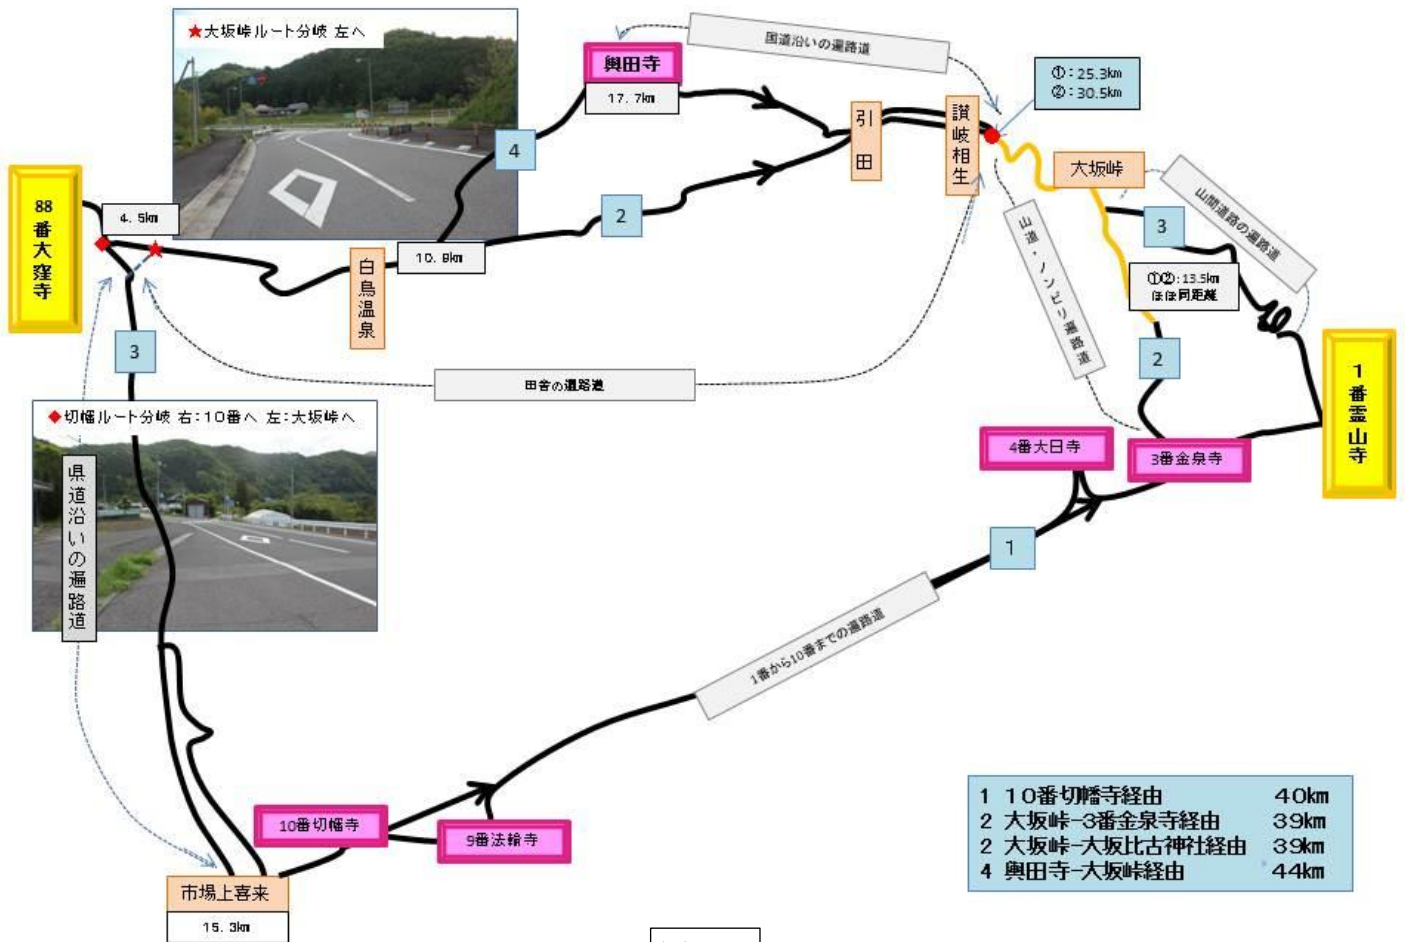 ★大坂峠ルート分岐 左へ
國田寺
17.7km
国道沿いの遍路道
①：25.3km
②：30.5km
引田
讃岐相生
大坂峠
山間道路の遍路道
3
①②：13.5km
ほぼ同距離
88番大窪寺
4.5km
4
2
白鳥温泉
10.8km
山道・ノンビリ遍路道
2
1番霊山寺
3
田舎の遍路道
◆切幡ルート分岐 右：10番へ 左：大坂峠へ
県道沿いの遍路道
4番大日寺
3番金泉寺
1
1番から10番までの遍路道
10番切幡寺
9番法輪寺
市場上喜来
15.3km
1 10番切幡寺経由 40km
2 大坂峠-3番金泉寺経由 39km
2 大坂峠-大坂比古神社経由 39km
4 與田寺-大坂峠経由 44km